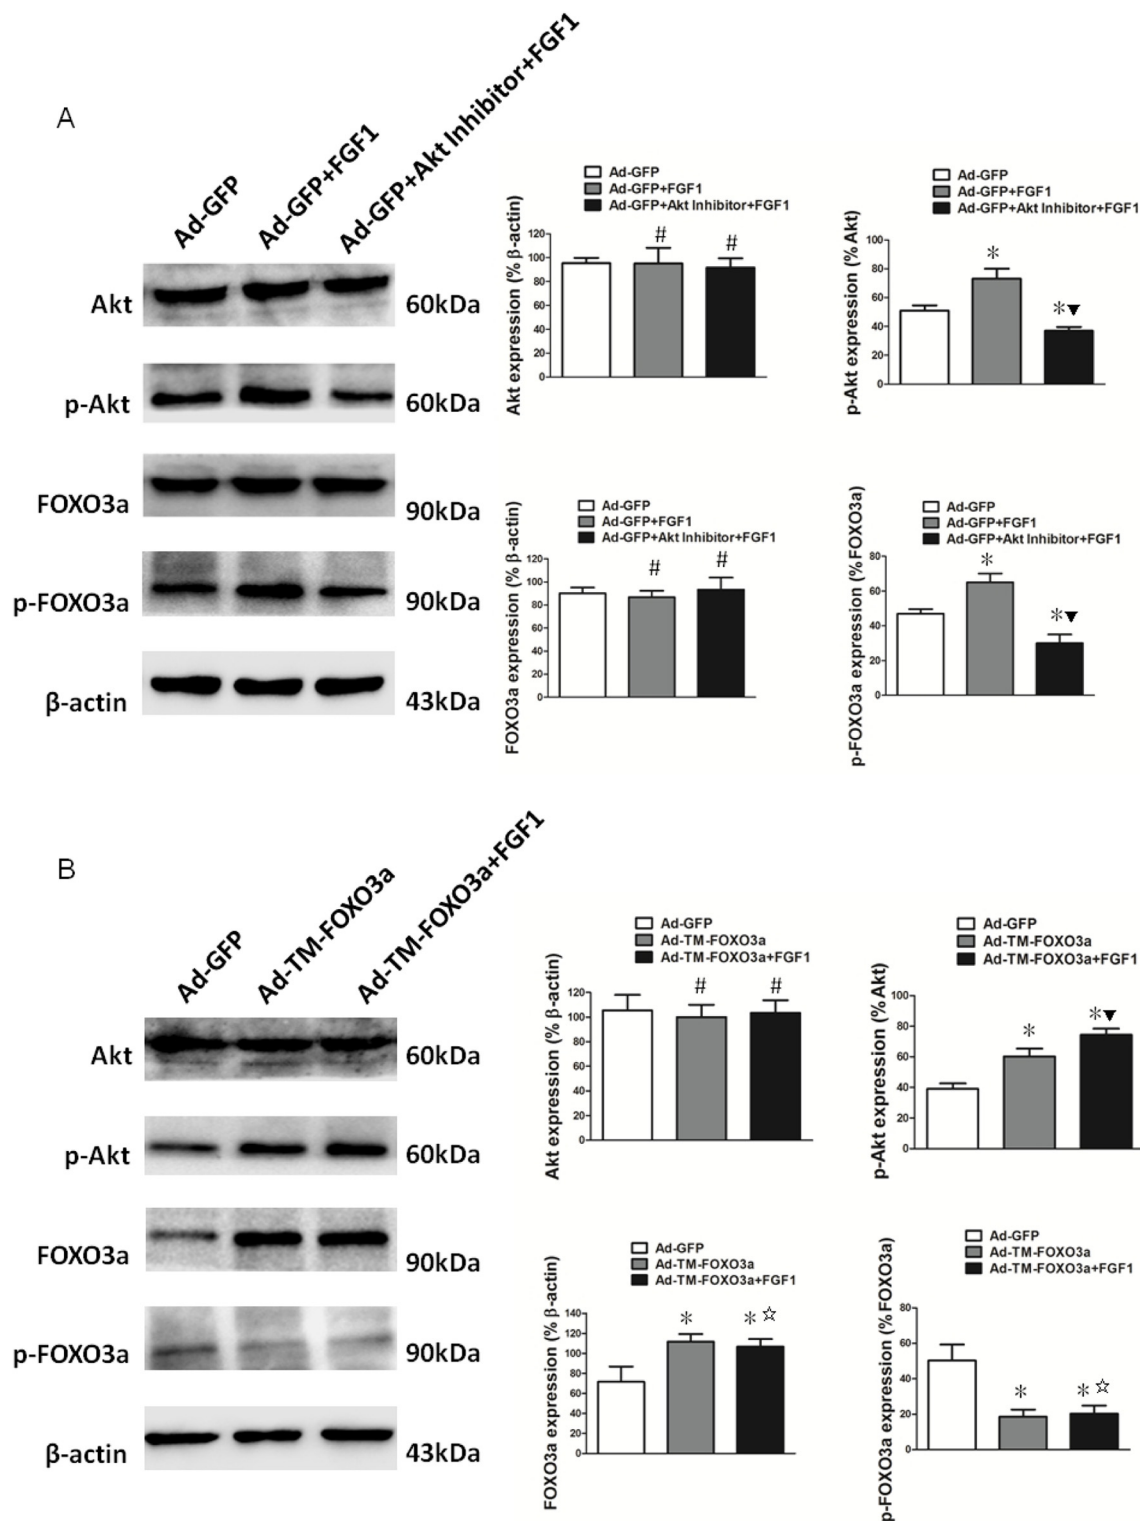 A
Ad-GFP
Ad-GFP+FGF1
Ad-GFP+Akt Inhibitor+FGF1
Akt
60kDa
p-Akt
60kDa
FOXO3a
90kDa
p-FOXO3a
90kDa
β-actin
43kDa
Ad-GFP
Ad-GFP+FGF1
Ad-GFP+Akt Inhibitor+FGF1
Akt expression (% β-actin)
120
100
80
60
40
20
0
#
#
Ad-GFP
Ad-GFP+FGF1
Ad-GFP+Akt Inhibitor+FGF1
p-Akt expression (% Akt)
100
80
60
40
20
0
*
*▼
Ad-GFP
Ad-GFP+FGF1
Ad-GFP+Akt Inhibitor+FGF1
FOXO3a expression (% β-actin)
120
100
80
60
40
20
0
#
#
Ad-GFP
Ad-GFP+FGF1
Ad-GFP+Akt Inhibitor+FGF1
p-FOXO3a expression (%FOXO3a)
80
60
40
20
0
*
*▼
B
Ad-GFP
Ad-TM-FOXO3a
Ad-TM-FOXO3a+FGF1
Akt
60kDa
p-Akt
60kDa
FOXO3a
90kDa
p-FOXO3a
90kDa
β-actin
43kDa
Ad-GFP
Ad-TM-FOXO3a
Ad-TM-FOXO3a+FGF1
Akt expression (% β-actin)
120
100
80
60
40
20
0
#
#
Ad-GFP
Ad-TM-FOXO3a
Ad-TM-FOXO3a+FGF1
p-Akt expression (% Akt)
100
80
60
40
20
0
*
*▼
Ad-GFP
Ad-TM-FOXO3a
Ad-TM-FOXO3a+FGF1
FOXO3a expression (% β-actin)
140
120
100
80
60
40
20
0
*
*☆
Ad-GFP
Ad-TM-FOXO3a
Ad-TM-FOXO3a+FGF1
p-FOXO3a expression (%FOXO3a)
80
60
40
20
0
*
*☆